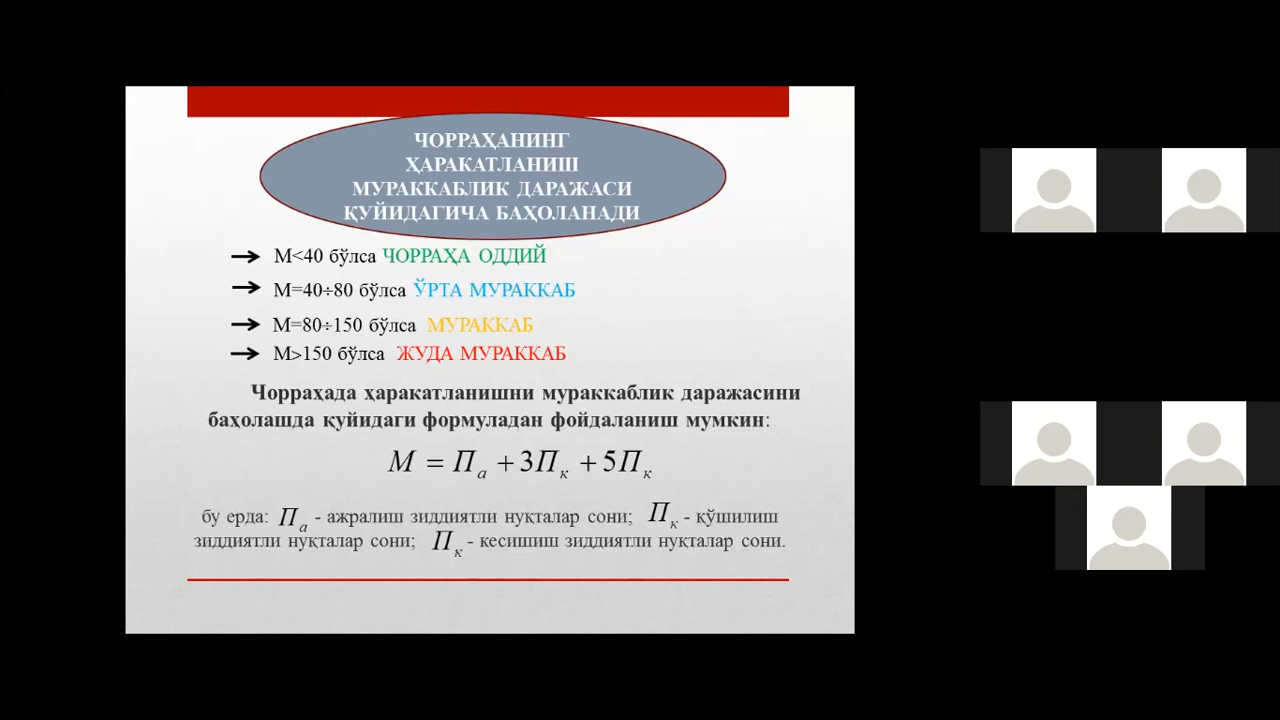 ЧОРРАҲАНИНГ
ҲАРАКАТЛАНИШ
МУРАККАБЛИК ДАРАЖАСИ
ҚУЙИДАГИЧА БАҲОЛАНАДИ
М<40 бўлса ЧОРРАҲА ОДДИЙ
М=40÷80 бўлса ЎРТА МУРАККАБ
М=80÷150 бўлса МУРАККАБ
М>150 бўлса ЖУДА МУРАККАБ
Чорраҳада ҳаракатланишни мураккаблик даражасини
баҳолашда қуйидаги формуладан фойдаланиш мумкин:
М = Па + 3Пк + 5Пк
бу ерда: Па - ажралиш зиддиятли нуқталар сони; Пк - қўшилиш
зиддиятли нуқталар сони; Пк - кесишиш зиддиятли нуқталар сони.